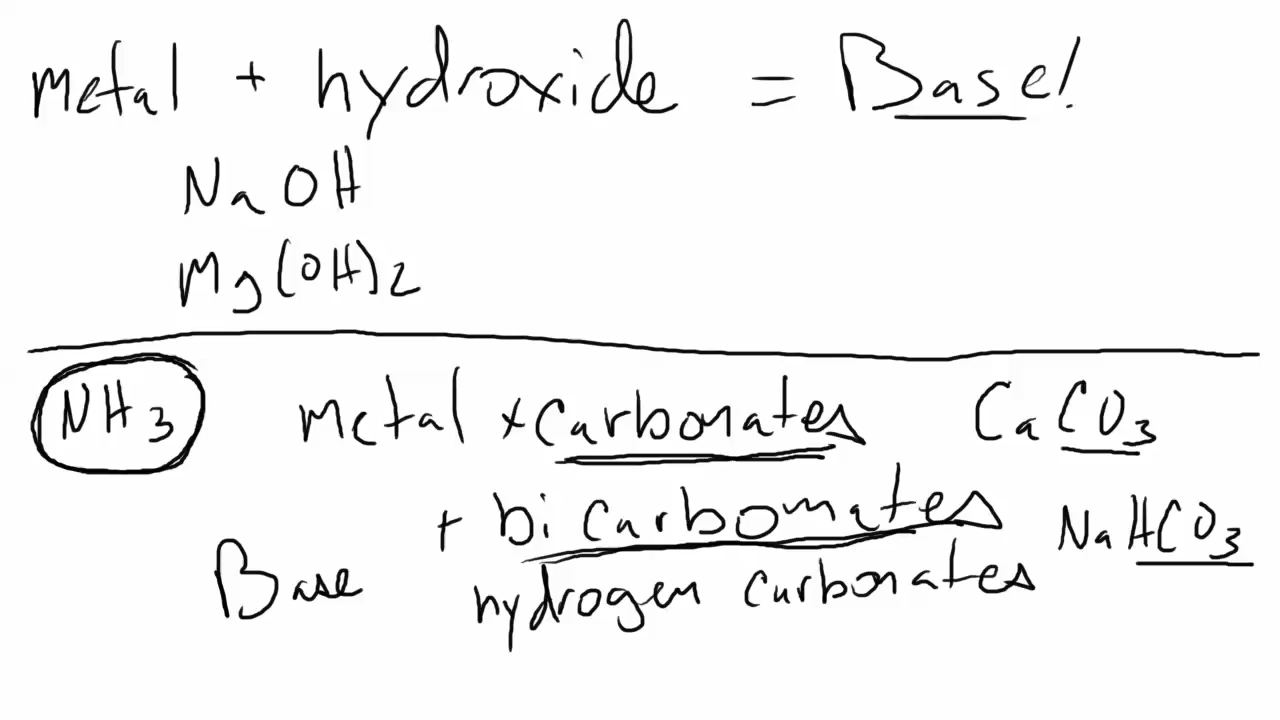 metal + hydroxide = Base!
NaOH
Mg(OH)2
NH3 metal + carbonates CaCO3
+ bicarbonates NaHCO3
Base hydrogen carbonates